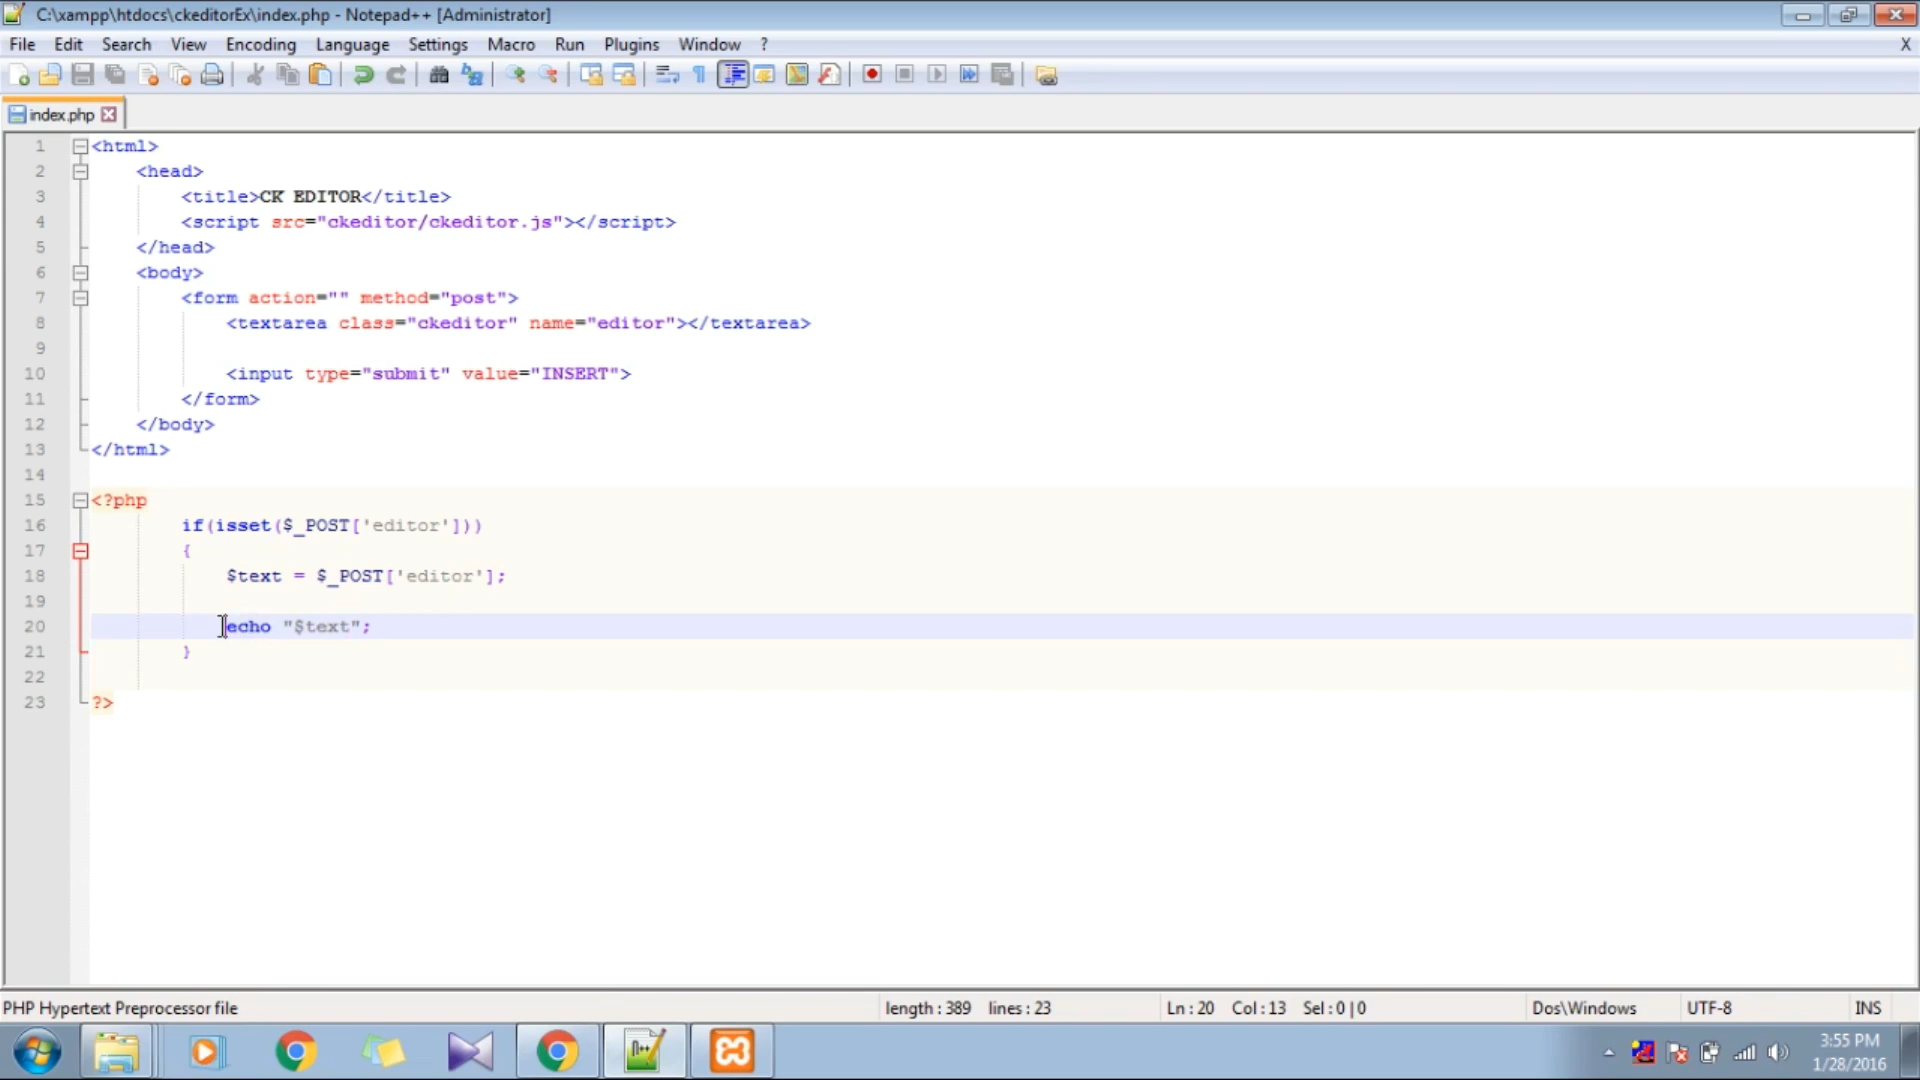 C:\xampp\htdocs\ckeditorEx\index.php - Notepad++ [Administrator]
File Edit Search View Encoding Language Settings Macro Run Plugins Window ? X
index.php
1 <html>
2 <head>
3 <title>CK EDITOR</title>
4 <script src="ckeditor/ckeditor.js"></script>
5 </head>
6 <body>
7 <form action="" method="post">
8 <textarea class="ckeditor" name="editor"></textarea>
9
10 <input type="submit" value="INSERT">
11 </form>
12 </body>
13 </html>
14
15 <?php
16 if(isset($_POST['editor']))
17 {
18 $text = $_POST['editor'];
19
20 echo "$text";
21 }
22
23 ?>
PHP Hypertext Preprocessor file length : 389 lines : 23 Ln : 20 Col : 13 Sel : 0 | 0 Dos\Windows UTF-8 INS
3:55 PM
1/28/2016